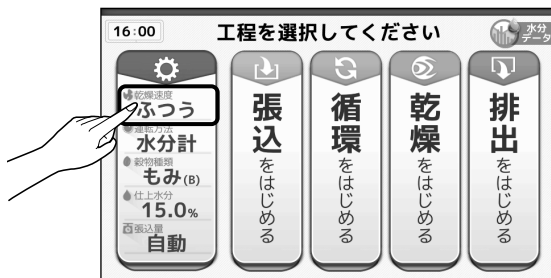 16:00
工程を選択してください
水分
データ
乾燥速度
ふつう
運転方法
水分計
穀物種類
もみ(B)
仕上水分
15.0%
張込量
自動
張込をはじめる
循環をはじめる
乾燥をはじめる
排出をはじめる